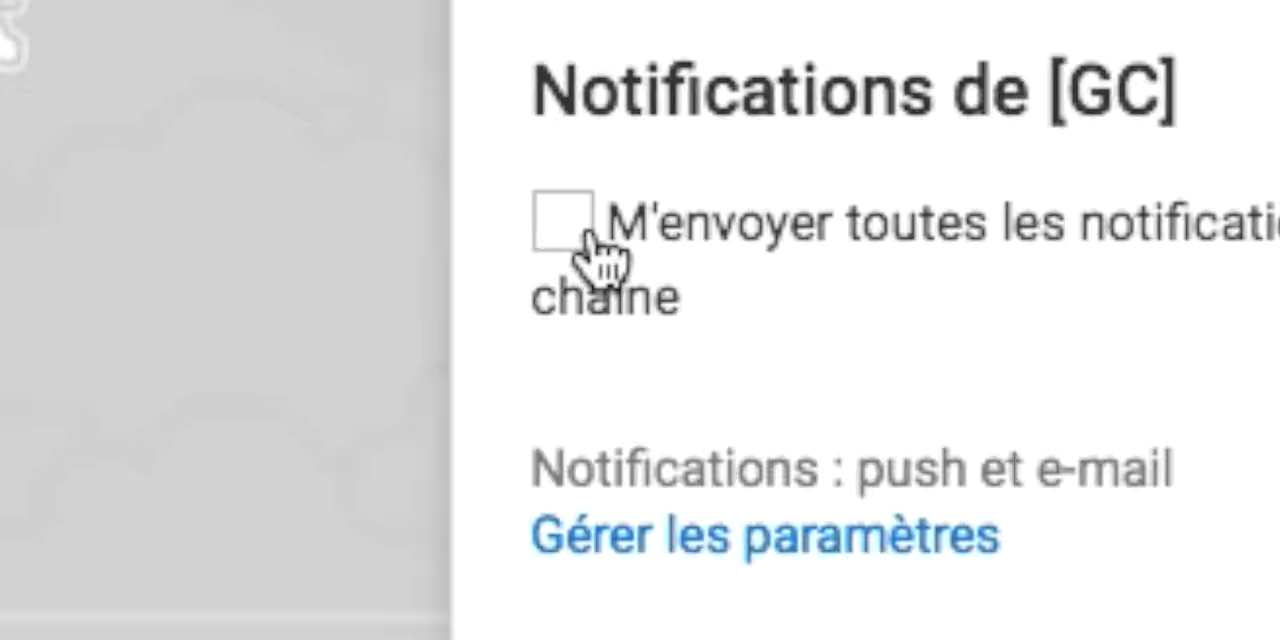 Notifications de [GC]
M'envoyer toutes les
chaîne
Notifications : push et e-mail
Gérer les paramètres